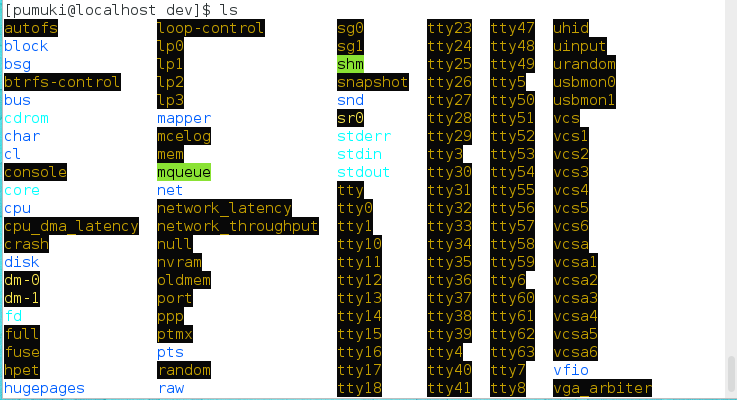 [pumuki@localhost dev]$ ls
autofs loop-control sg0 tty23 tty47 uhid
block lp0 sg1 tty24 tty48 uinput
bsg lp1 shm tty25 tty49 urandom
btrfs-control lp2 snapshot tty26 tty5 usbmon0
bus lp3 snd tty27 tty50 usbmon1
cdrom mapper sr0 tty28 tty51 vcs
char mcelog stderr tty29 tty52 vcs1
cl mem stdin tty3 tty53 vcs2
console mqueue stdout tty30 tty54 vcs3
core net tty tty31 tty55 vcs4
cpu network_latency tty0 tty32 tty56 vcs5
cpu_dma_latency network_throughput tty1 tty33 tty57 vcs6
crash null tty10 tty34 tty58 vcsa
disk nvram tty11 tty35 tty59 vcsa1
dm-0 oldmem tty12 tty36 tty6 vcsa2
dm-1 port tty13 tty37 tty60 vcsa3
fd ppp tty14 tty38 tty61 vcsa4
full ptmx tty15 tty39 tty62 vcsa5
fuse pts tty16 tty4 tty63 vcsa6
hpet random tty17 tty40 tty7 vfio
hugepages raw tty18 tty41 tty8 vga_arbiter